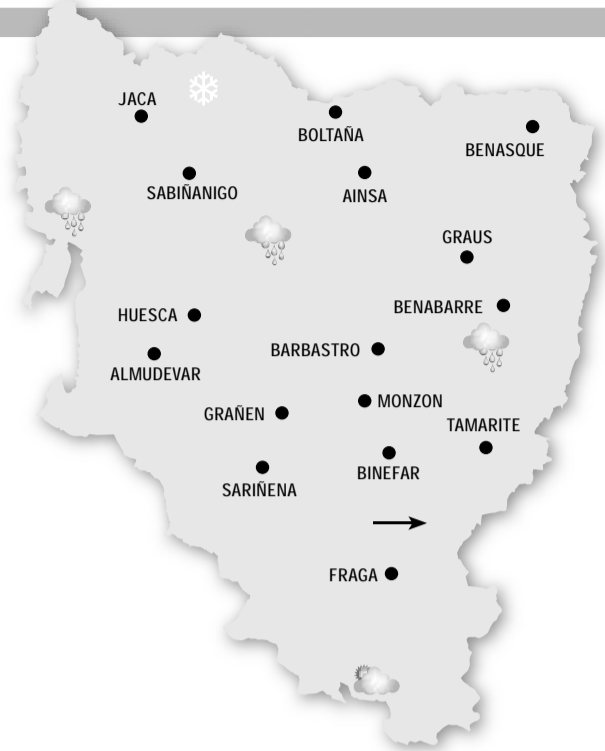 JACA
BOLTAÑA
BENASQUE
SABIÑANIGO
AINSA
GRAUS
BENABARRE
HUESCA
BARBASTRO
ALMUDEVAR
MONZON
GRAÑEN
TAMARITE
BINEFAR
SARIÑENA
FRAGA